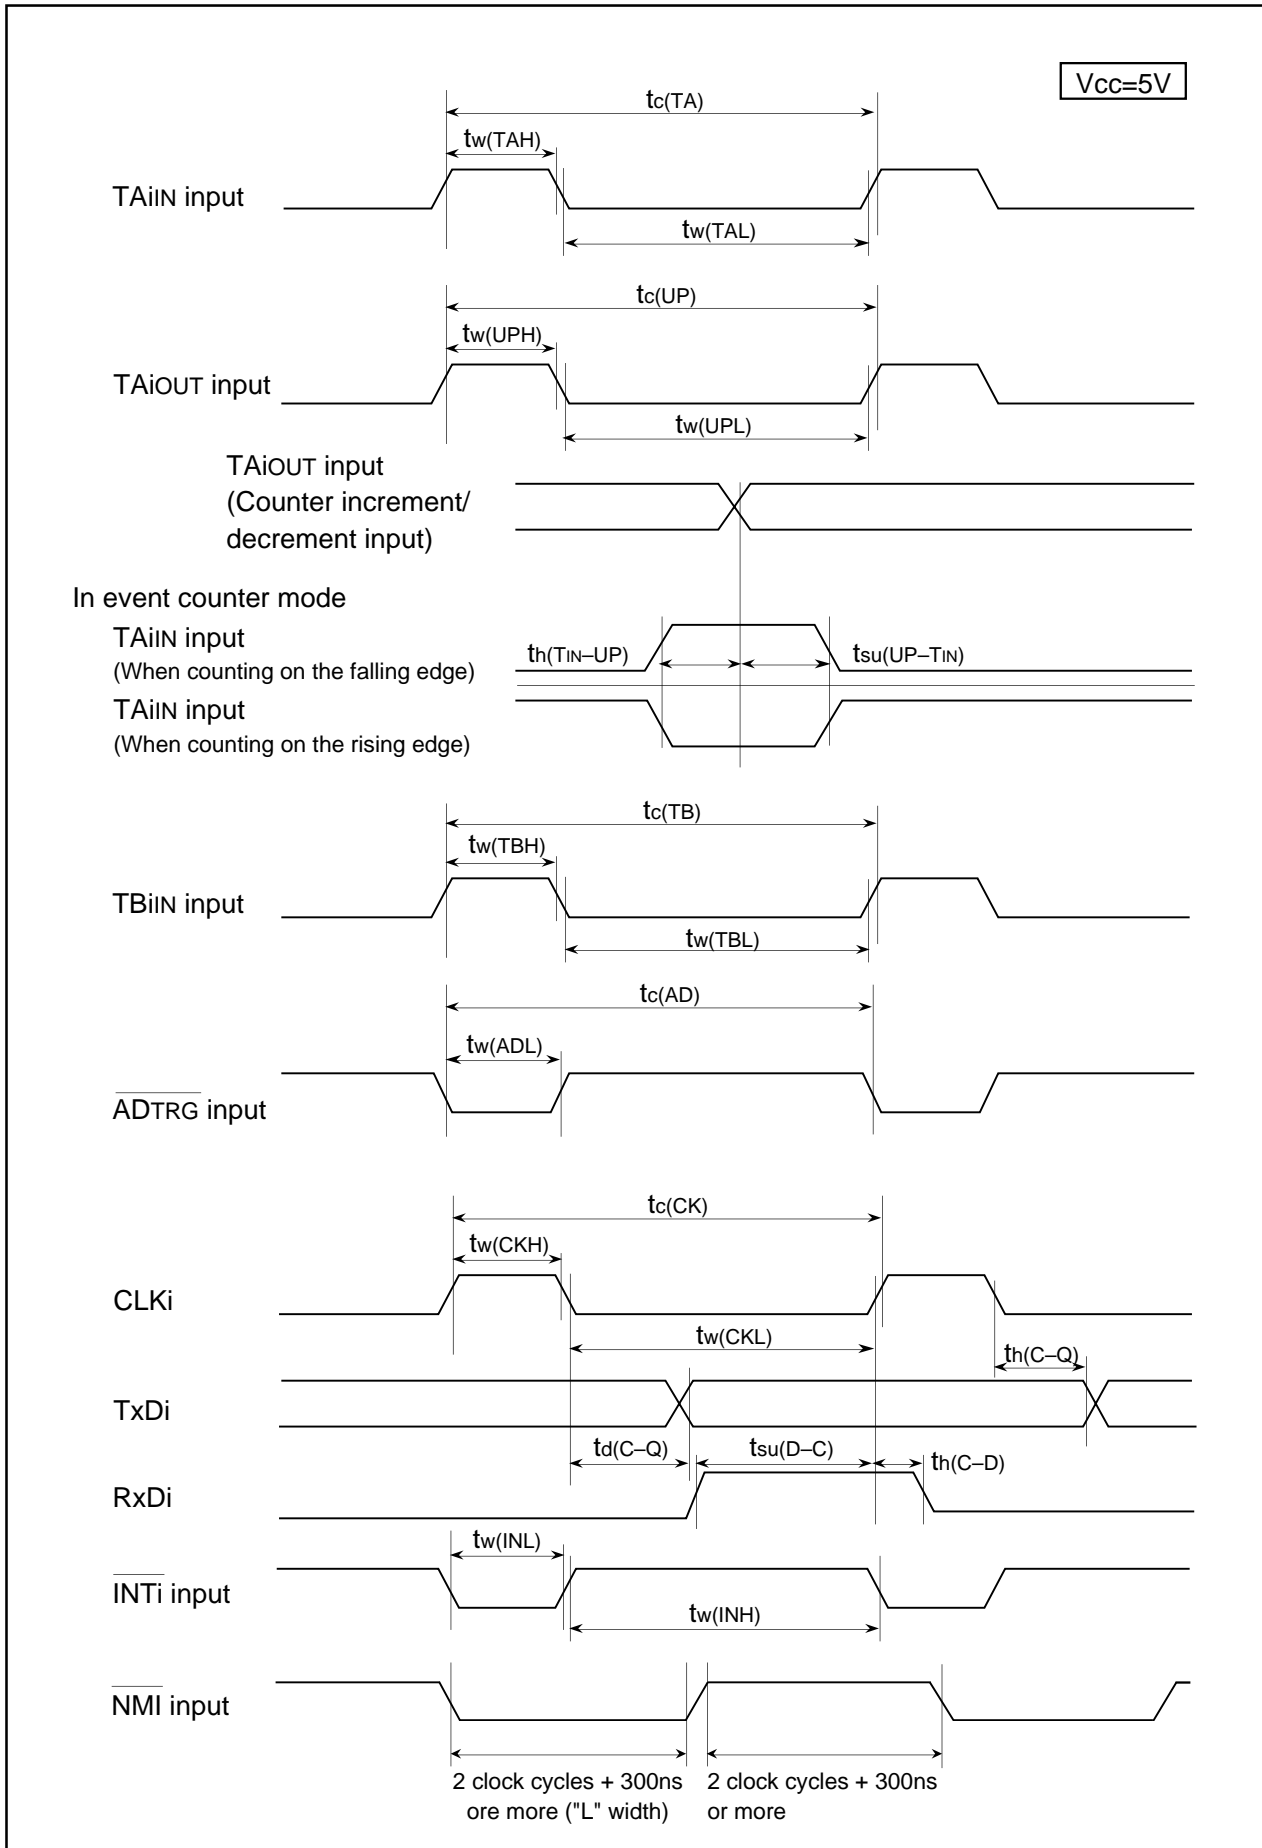 Vcc=5V
tc(TA)
tw(TAH)
TAiIN input
tw(TAL)
tc(UP)
tw(UPH)
TAiOUT input
tw(UPL)
TAiOUT input
(Counter increment/
decrement input)
In event counter mode
TAiIN input
(When counting on the falling edge)
th(TIN–UP)
tsu(UP–TIN)
TAiIN input
(When counting on the rising edge)
tc(TB)
tw(TBH)
TBiIN input
tw(TBL)
tc(AD)
tw(ADL)
ADTRG input
tc(CK)
tw(CKH)
CLKi
tw(CKL)
th(C–Q)
TxDi
td(C–Q)
tsu(D–C)
th(C–D)
RxDi
tw(INL)
INTi input
tw(INH)
NMI input
2 clock cycles + 300ns
ore more ("L" width)
2 clock cycles + 300ns
or more